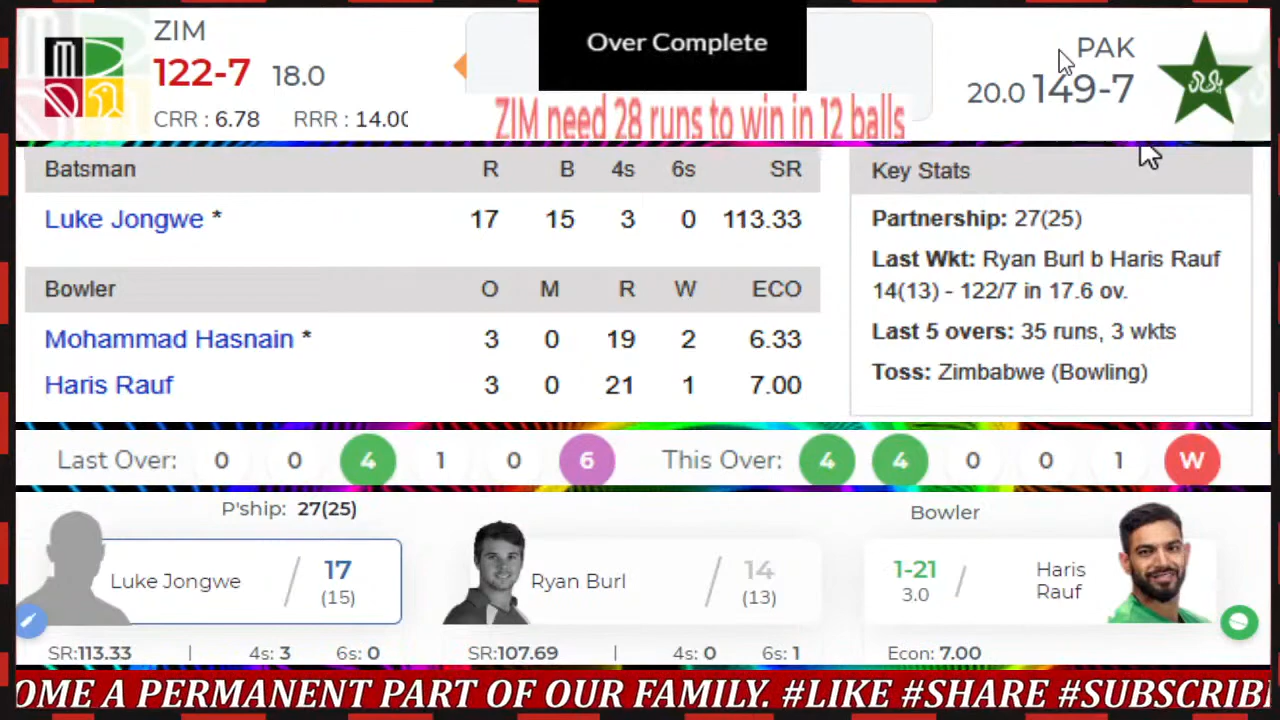 ZIM
122-7 18.0
CRR : 6.78 RRR : 14.00
Over Complete
ZIM need 28 runs to win in 12 balls
PAK
20.0 149-7
Batsman R B 4s 6s SR
Luke Jongwe * 17 15 3 0 113.33
Bowler O M R W ECO
Mohammad Hasnain * 3 0 19 2 6.33
Haris Rauf 3 0 21 1 7.00
Key Stats
Partnership: 27(25)
Last Wkt: Ryan Burl b Haris Rauf
14(13) - 122/7 in 17.6 ov.
Last 5 overs: 35 runs, 3 wkts
Toss: Zimbabwe (Bowling)
Last Over: 0 0 4 1 0 6 This Over: 4 4 0 0 1 W
P'ship: 27(25)
Luke Jongwe / 17
(15)
SR:113.33 | 4s: 3 6s: 0
Ryan Burl / 14
(13)
SR:107.69 | 4s: 0 6s: 1
Bowler
1-21 / Haris
3.0 Rauf
Econ: 7.00
OME A PERMANENT PART OF OUR FAMILY. #LIKE #SHARE #SUBSCRIB